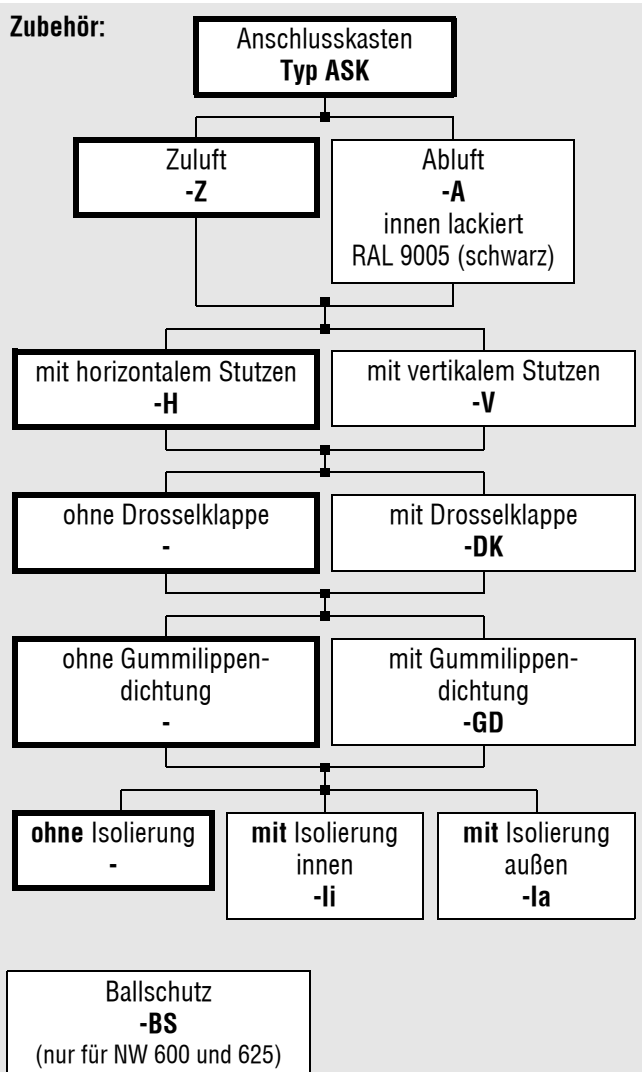 Zubehör:
Anschlusskasten
Typ ASK
Zuluft
-Z
Abluft
-A
innen lackiert
RAL 9005 (schwarz)
mit horizontalem Stutzen
-H
mit vertikalem Stutzen
-V
ohne Drosselklappe
-
mit Drosselklappe
-DK
ohne Gummilippen-
dichtung
-
mit Gummilippen-
dichtung
-GD
ohne Isolierung
-
mit Isolierung
innen
-Ii
mit Isolierung
außen
-Ia
Ballschutz
-BS
(nur für NW 600 und 625)